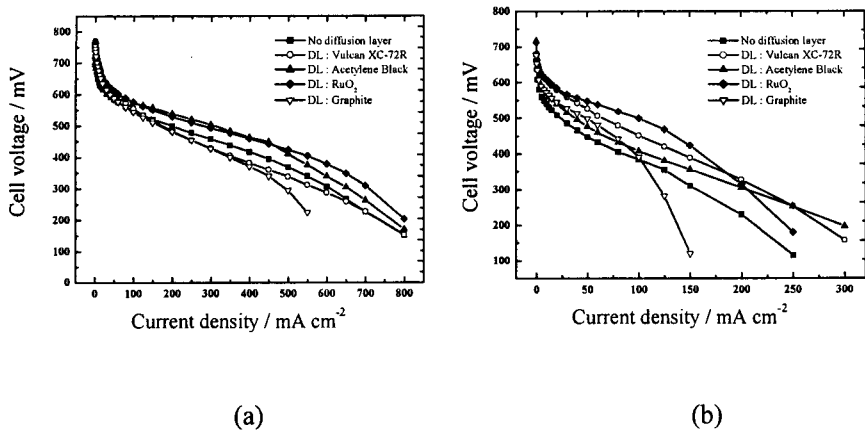 800
700
600
500
400
300
200
100
0
0 100 200 300 400 500 600 700 800
Cell voltage / mV
Current density / mA cm⁻²
No diffusion layer
DL : Vulcan XC-72R
DL : Acetylene Black
DL : RuO₂
DL : Graphite
(a)
800
700
600
500
400
300
200
100
0 50 100 150 200 250 300
Cell voltage / mV
Current density / mA cm⁻²
No diffusion layer
DL : Vulcan XC-72R
DL : Acetylene Black
DL : RuO₂
DL : Graphite
(b)